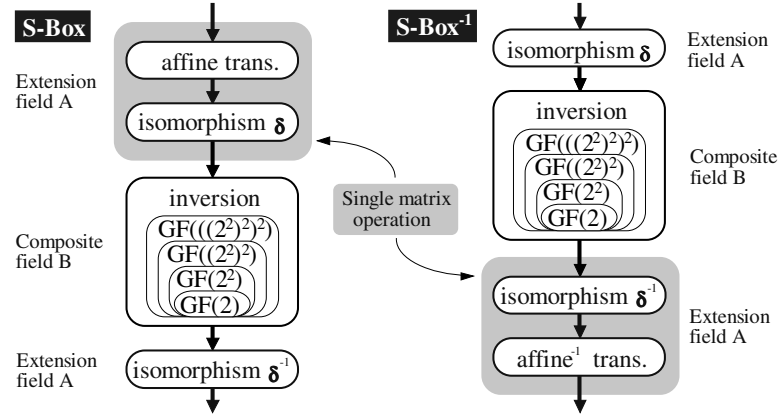 S-Box
affine trans.
Extension
field A
isomorphism δ
inversion
GF(((2²)²)²)
GF((2²)²)
GF(2²)
GF(2)
Composite
field B
Extension
field A
isomorphism δ⁻¹
Single matrix
operation
S-Box⁻¹
isomorphism δ
Extension
field A
inversion
GF(((2²)²)²)
GF((2²)²)
GF(2²)
GF(2)
Composite
field B
isomorphism δ⁻¹
Extension
field A
affine⁻¹ trans.